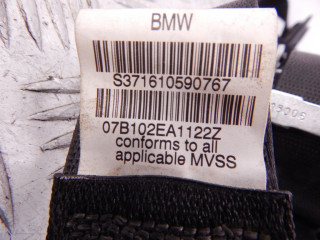 BMW
S371610590767
07B102EA1122Z
conforms to all
applicable MVSS